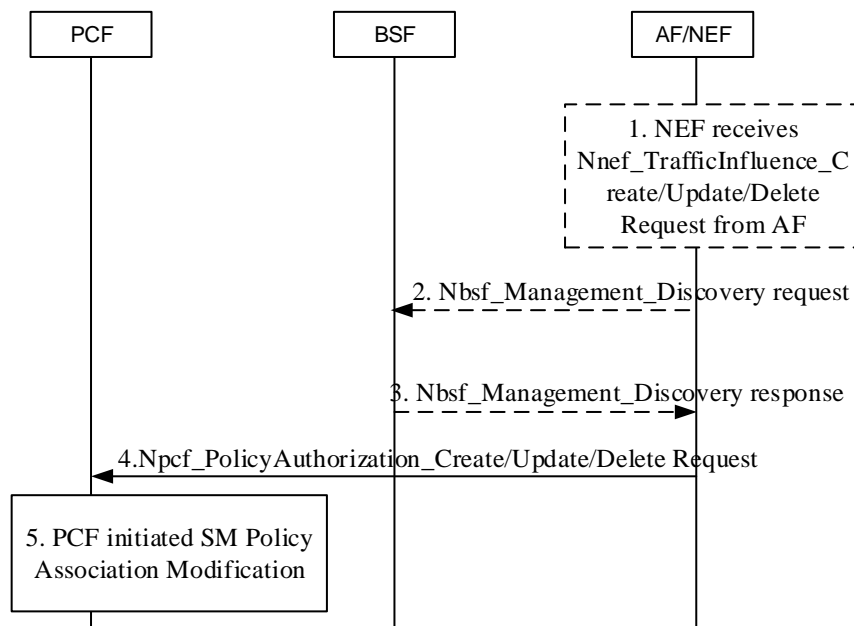 PCF
BSF
AF/NEF
1. NEF receives
Nnef_TrafficInfluence_C
reate/Update/Delete
Request from AF
2. Nbsf_Management_Discovery request
3. Nbsf_Management_Discovery response
4.Npcf_PolicyAuthorization_Create/Update/Delete Request
5. PCF initiated SM Policy
Association Modification